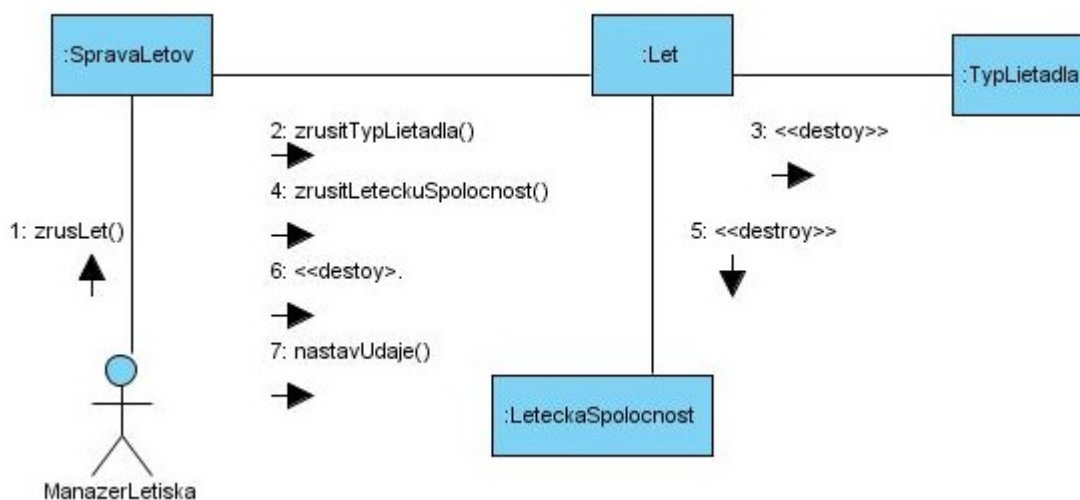 :SpravaLetov
:Let
:TypLietadla
2: zrusitTypLietadla()
3: <<destoy>>
4: zrusitLeteckuSpolocnost()
1: zrusLet()
5: <<destroy>>
6: <<destoy>.
7: nastavUdaje()
:LeteckaSpolocnost
ManazerLetiska